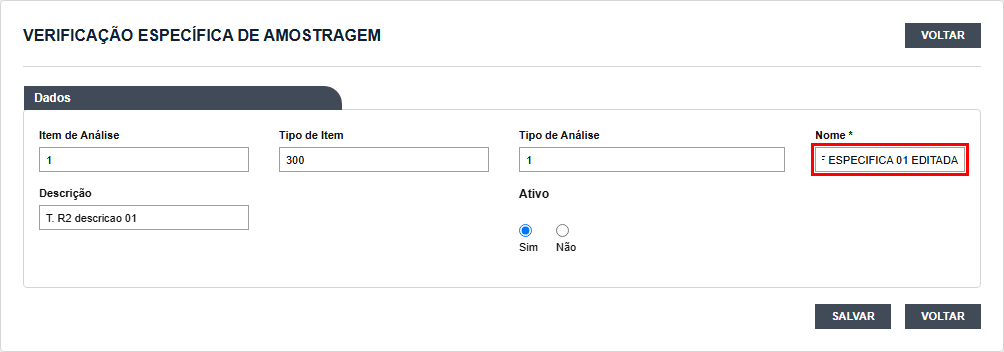 VERIFICAÇÃO ESPECÍFICA DE AMOSTRAGEM
VOLTAR
Dados
Item de Análise
Tipo de Item
Tipo de Análise
Nome *
1
300
1
ESPECIFICA 01 EDITADA
Descrição
Ativo
T. R2 descricao 01
Sim
Não
SALVAR
VOLTAR